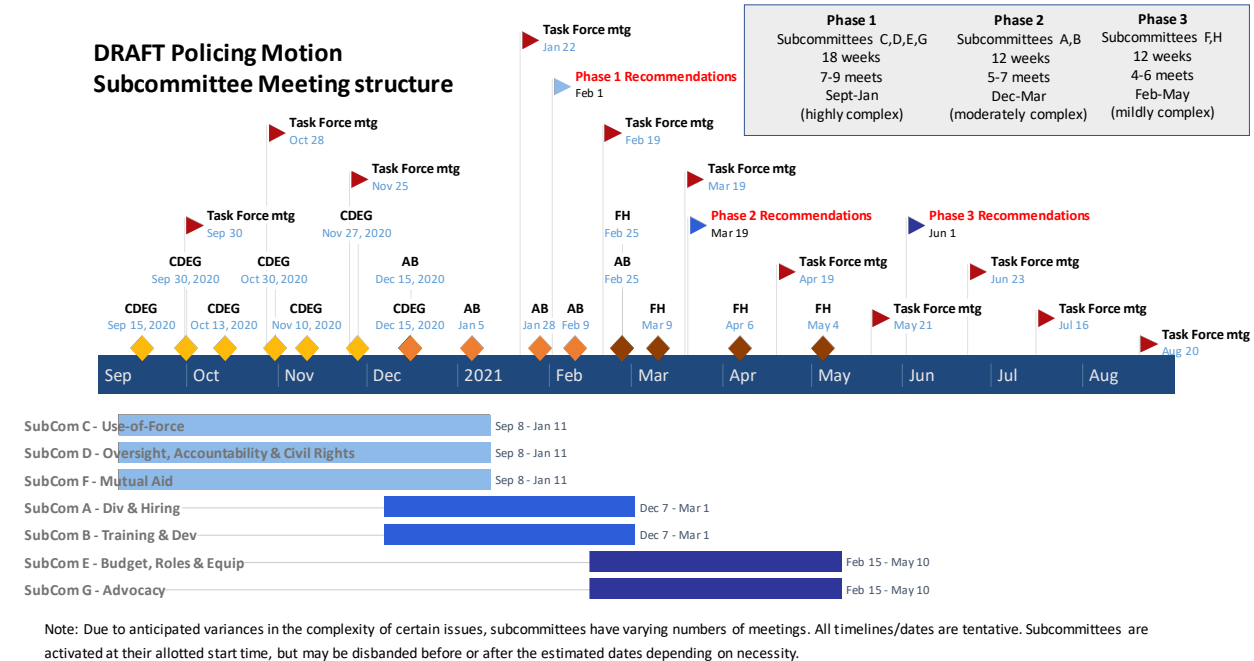 DRAFT Policing Motion
Subcommittee Meeting structure
Phase 1
Subcommittees C,D,E,G
18 weeks
7-9 meets
Sept-Jan
(highly complex)
Phase 2
Subcommittees A,B
12 weeks
5-7 meets
Dec-Mar
(moderately complex)
Phase 3
Subcommittees F,H
12 weeks
4-6 meets
Feb-May
(mildly complex)
Task Force mtg
Jan 22
Phase 1 Recommendations
Feb 1
Task Force mtg
Oct 28
Task Force mtg
Feb 19
Task Force mtg
Nov 25
Task Force mtg
Mar 19
Task Force mtg
Sep 30
CDEG
Nov 27, 2020
FH
Feb 25
Phase 2 Recommendations
Mar 19
Phase 3 Recommendations
Jun 1
CDEG
Sep 30, 2020
CDEG
Oct 30, 2020
AB
Dec 15, 2020
AB
Feb 25
Task Force mtg
Apr 19
Task Force mtg
Jun 23
CDEG
Sep 15, 2020
CDEG
Oct 13, 2020
CDEG
Nov 10, 2020
CDEG
Dec 15, 2020
AB
Jan 5
AB
Jan 28
AB
Feb 9
FH
Mar 9
FH
Apr 6
FH
May 4
Task Force mtg
May 21
Task Force mtg
Jul 16
Task Force mtg
Aug 20
Sep Oct Nov Dec 2021 Feb Mar Apr May Jun Jul Aug
SubCom C - Use-of-Force Sep 8 - Jan 11
SubCom D - Oversight, Accountability & Civil Rights Sep 8 - Jan 11
SubCom F - Mutual Aid Sep 8 - Jan 11
SubCom A - Div & Hiring Dec 7 - Mar 1
SubCom B - Training & Dev Dec 7 - Mar 1
SubCom E - Budget, Roles & Equip Feb 15 - May 10
SubCom G - Advocacy Feb 15 - May 10
Note: Due to anticipated variances in the complexity of certain issues, subcommittees have varying numbers of meetings. All timelines/dates are tentative. Subcommittees are
activated at their allotted start time, but may be disbanded before or after the estimated dates depending on necessity.